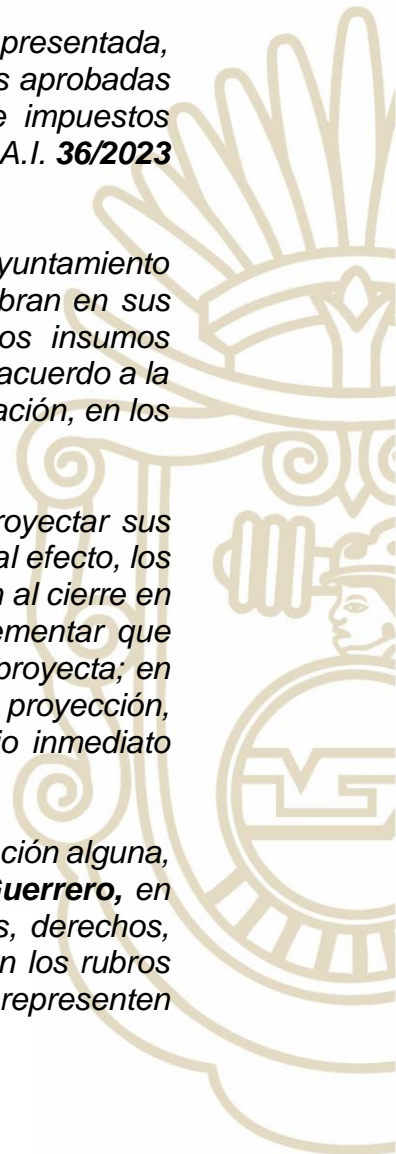 presentada,
s aprobadas
e impuestos
A.I. 36/2023
yuntamiento
bran en sus
os insumos
acuerdo a la
ación, en los
royectar sus
al efecto, los
n al cierre en
ementar que
proyecta; en
proyección,
io inmediato
ción alguna,
Guerrero, en
s, derechos,
n los rubros
representen